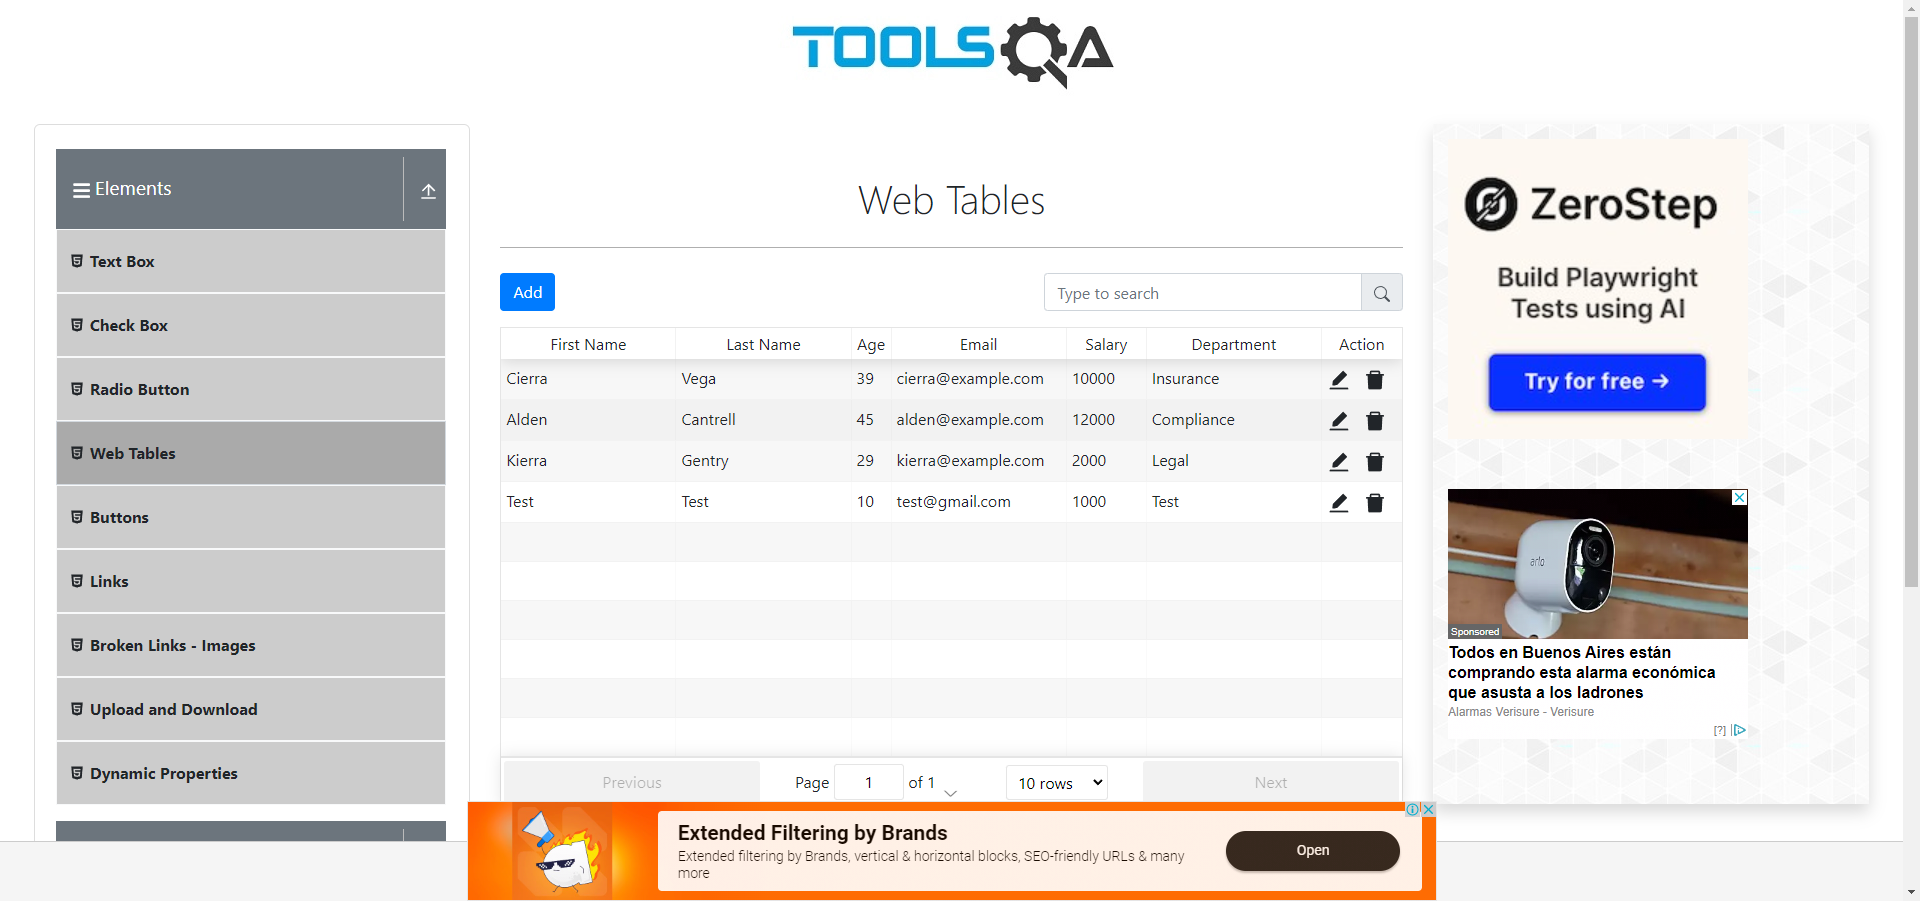 TOOLSQA
Elements
Text Box
Check Box
Radio Button
Web Tables
Buttons
Links
Broken Links - Images
Upload and Download
Dynamic Properties
Web Tables
Add
Type to search
First Name Last Name Age Email Salary Department Action
Cierra Vega 39 cierra@example.com 10000 Insurance
Alden Cantrell 45 alden@example.com 12000 Compliance
Kierra Gentry 29 kierra@example.com 2000 Legal
Test Test 10 test@gmail.com 1000 Test
Previous Page 1 of 1 10 rows Next
ZeroStep
Build Playwright
Tests using AI
Try for free →
arlo
Sponsored
Todos en Buenos Aires están
comprando esta alarma económica
que asusta a los ladrones
Alarmas Verisure - Verisure
[?]
Extended Filtering by Brands
Extended filtering by Brands, vertical & horizontal blocks, SEO-friendly URLs & many
more
Open